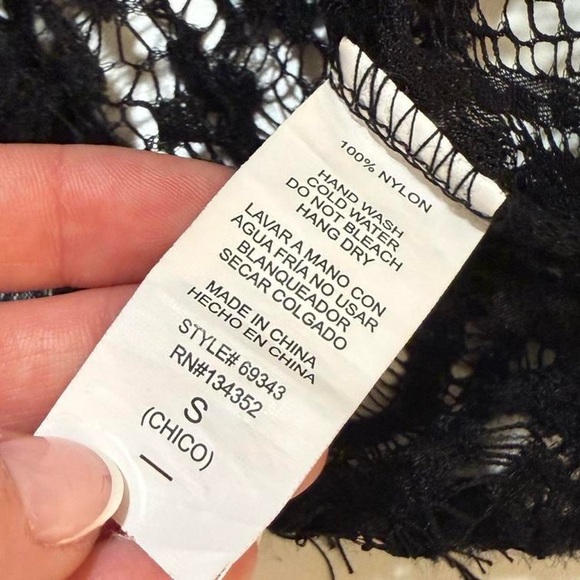 100% NYLON
HAND WASH
COLD WATER
DO NOT BLEACH
HANG DRY
LAVAR A MANO CON
AGUA FRIA NO USAR
BLANQUEADOR
SECAR COLGADO
MADE IN CHINA
HECHO EN CHINA
STYLE# 69343
RN#134352
S
(CHICO)